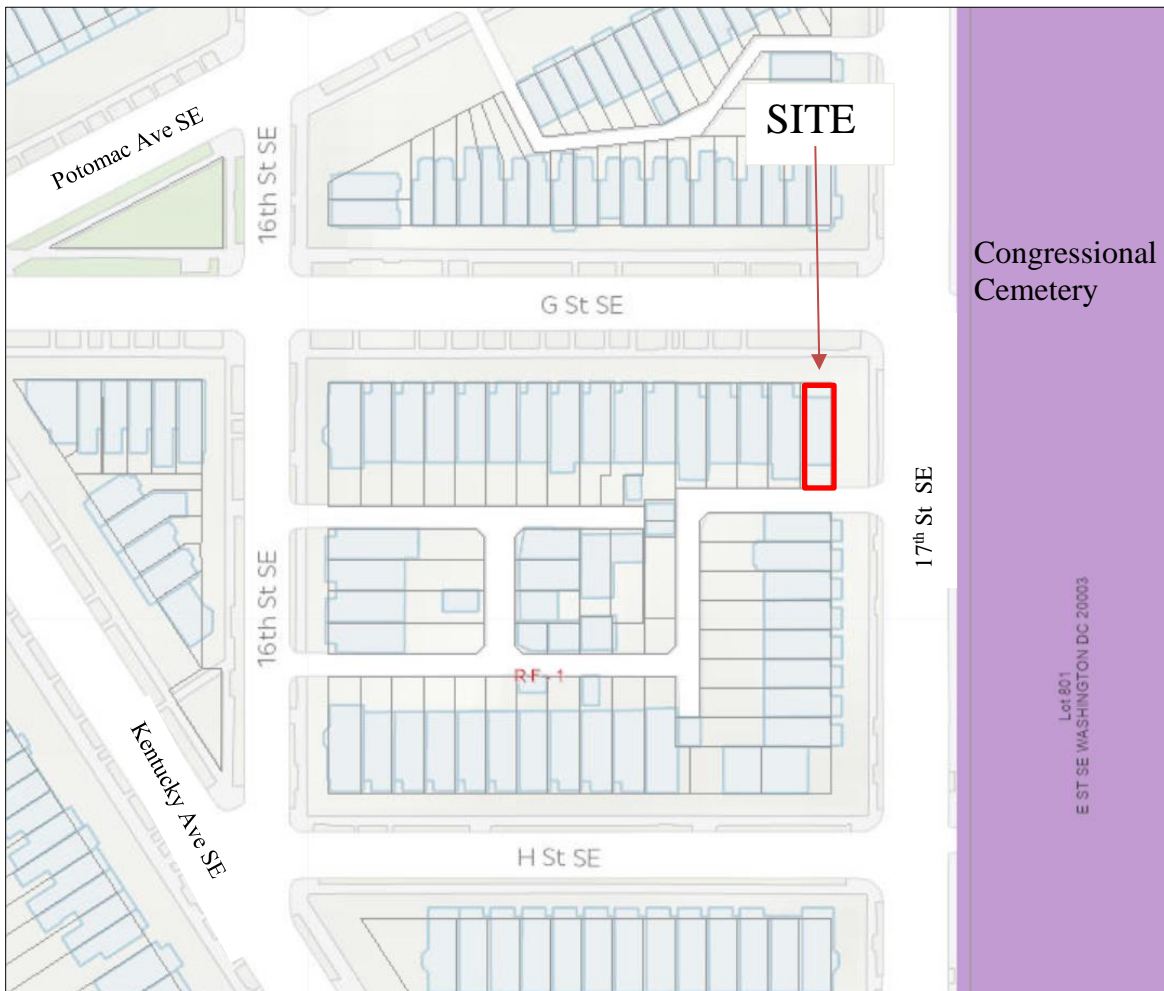 Potomac Ave SE
16th St SE
SITE
Congressional
Cemetery
G St SE
17th St SE
16th St SE
RF-1
Kentucky Ave SE
H St SE
Lot 801
E ST SE WASHINGTON DC 20003